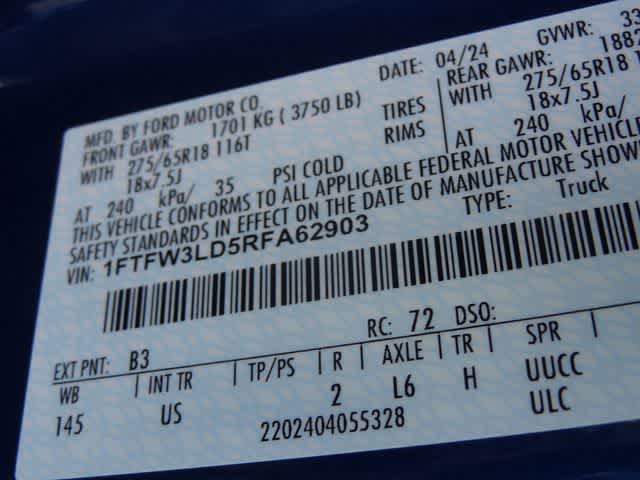 MFD. BY FORD MOTOR CO. DATE: 04/24 GVWR: 33
FRONT GAWR: 1701 KG ( 3750 LB) REAR GAWR: 1882
WITH 275/65R18 116T TIRES WITH 275/65R18 1
18x7.5J RIMS 18x7.5J
AT 240 kPa/ 35 PSI COLD AT 240 kPa/
THIS VEHICLE CONFORMS TO ALL APPLICABLE FEDERAL MOTOR VEHICLE
SAFETY STANDARDS IN EFFECT ON THE DATE OF MANUFACTURE SHOW
VIN: 1FTFW3LD5RFA62903 TYPE: Truck
RC: 72 DSO:
EXT PNT: B3
WB INT TR TP/PS R AXLE TR SPR
145 US 2 L6 H UUCC
2202404055328 ULC